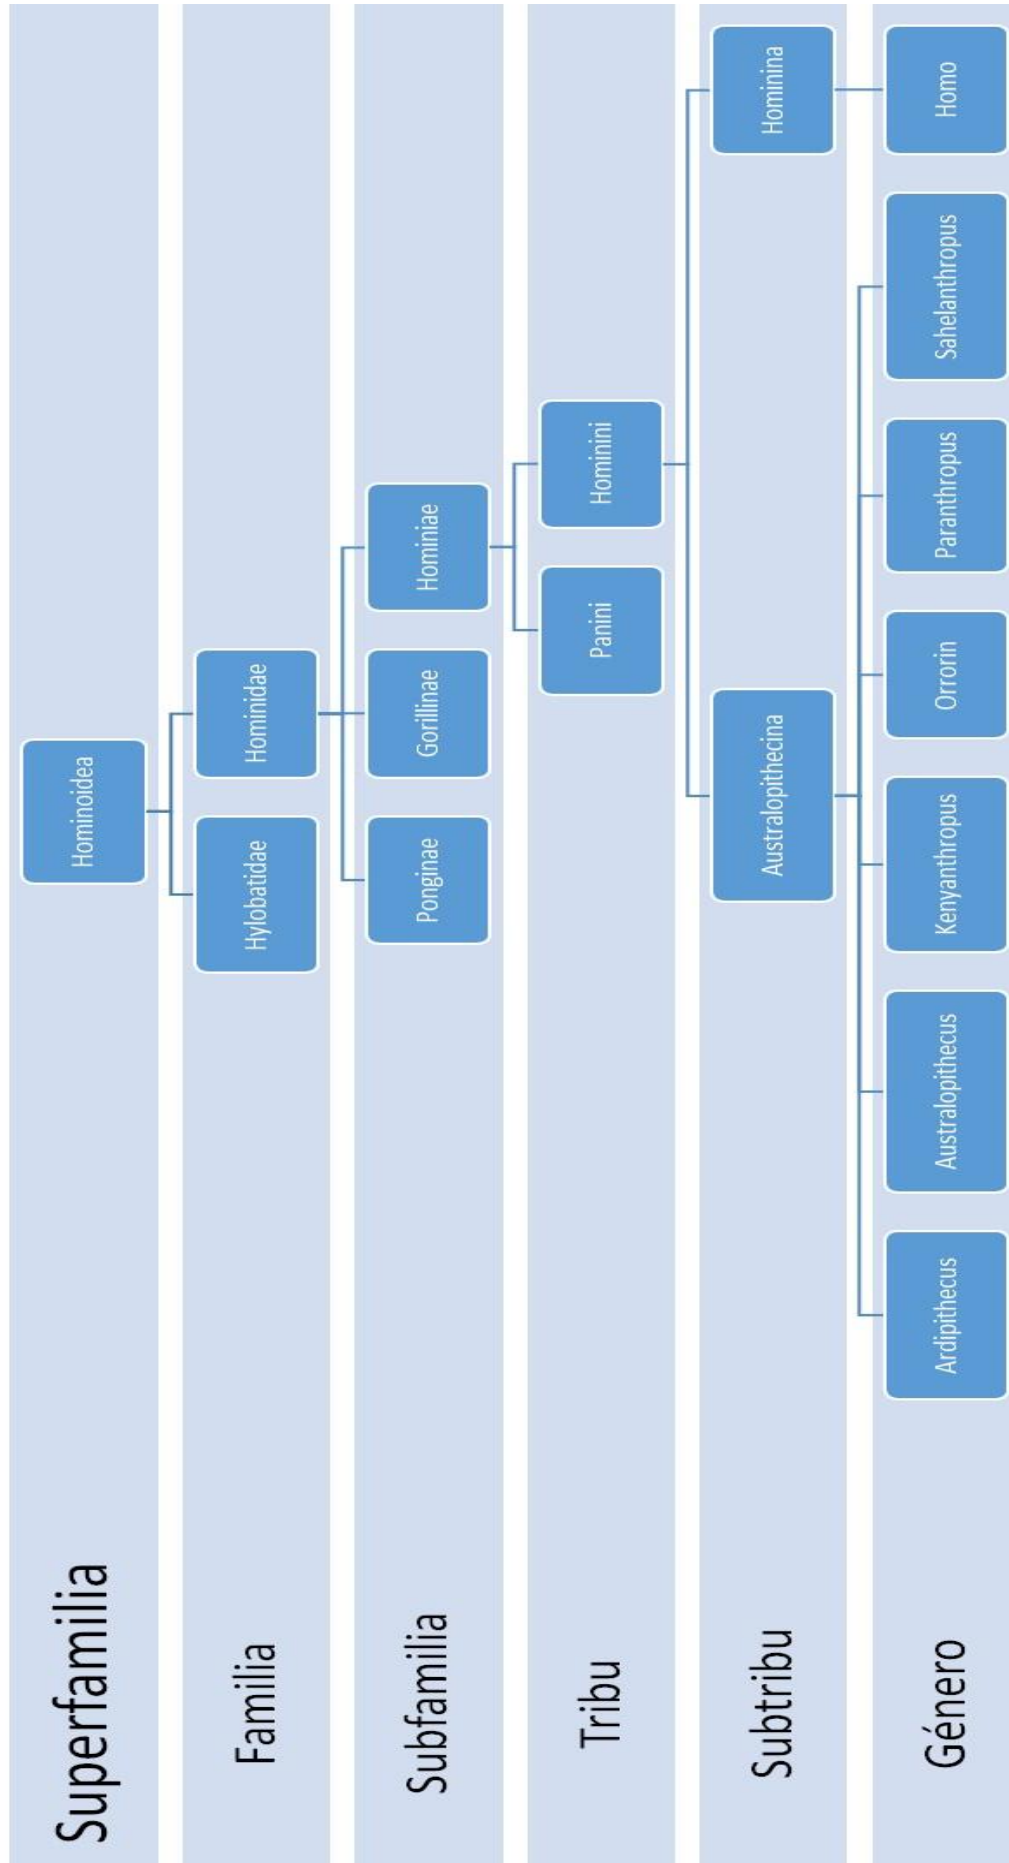 Superfamilia
Hominoidea
Familia
Hylobatidae
Hominidae
Subfamilia
Ponginae
Gorillinae
Hominiae
Tribu
Panini
Hominini
Subtribu
Australopithecina
Hominina
Género
Ardipithecus
Australopithecus
Kenyanthropus
Orrorin
Paranthropus
Sahelanthropus
Homo